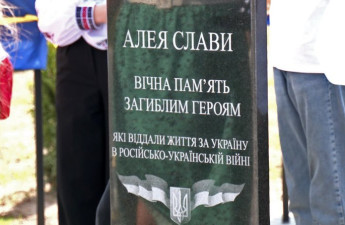 АЛЕЯ СЛАВИ
ВІЧНА ПАМ'ЯТЬ
ЗАГИБЛИМ ГЕРОЯМ
ЯКІ ВІДДАЛИ ЖИТТЯ ЗА УКРАЇНУ
В РОСІЙСЬКО-УКРАЇНСЬКІЙ ВІЙНІ